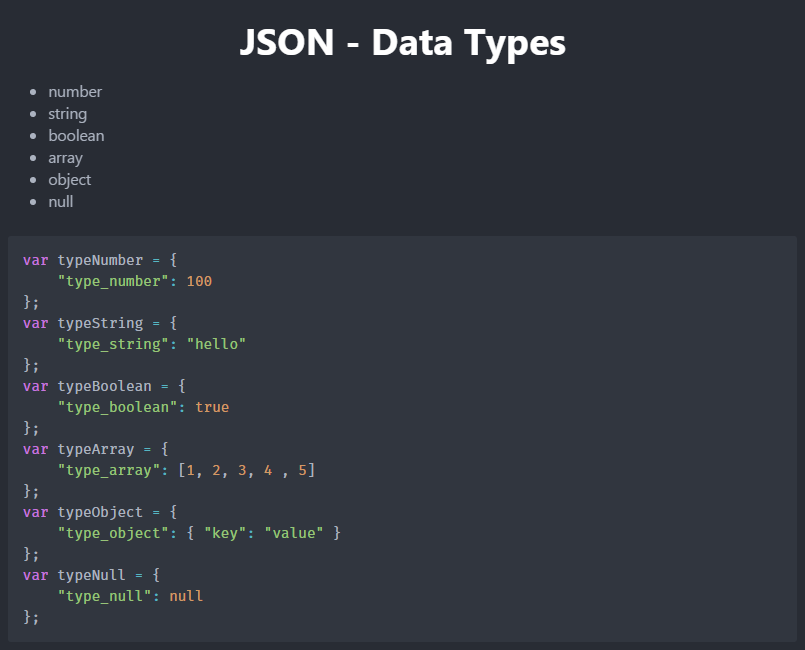 JSON - Data Types
number
string
boolean
array
object
null
var typeNumber = {
    "type_number": 100
};
var typeString = {
    "type_string": "hello"
};
var typeBoolean = {
    "type_boolean": true
};
var typeArray = {
    "type_array": [1, 2, 3, 4 , 5]
};
var typeObject = {
    "type_object": { "key": "value" }
};
var typeNull = {
    "type_null": null
};